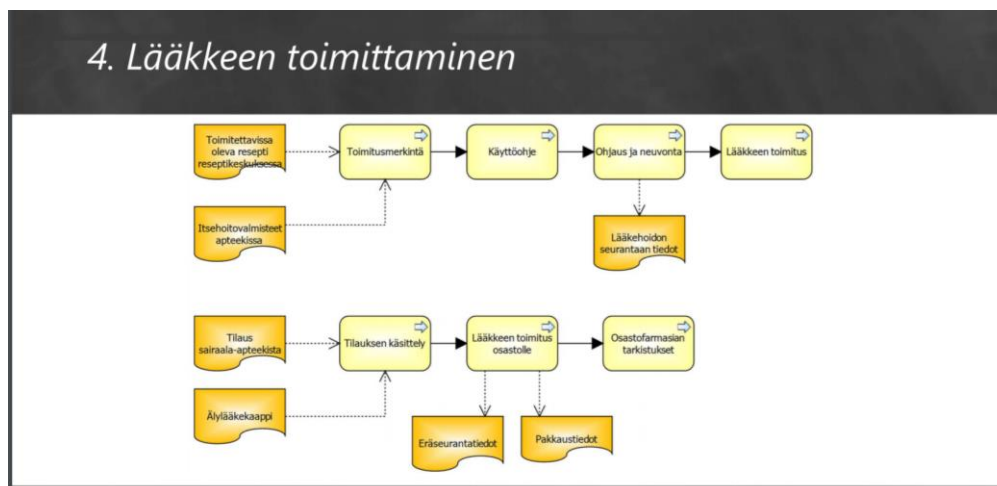 4. Lääkkeen toimittaminen
Toimitettavissa
oleva resepti
reseptikeskuksessa
Toimitusmerkintä
Käyttöohje
Ohjaus ja neuvonta
Lääkkeen toimitus
Itsehoitovalmisteet
apteekissa
Lääkehoidon
seurantaan tiedot
Tilaus
sairaala-apteekista
Tilauksen käsittely
Lääkkeen toimitus
osastolle
Osastofarmasian
tarkistukset
Älylääkekaappi
Eräseurantatiedot
Pakkaustiedot